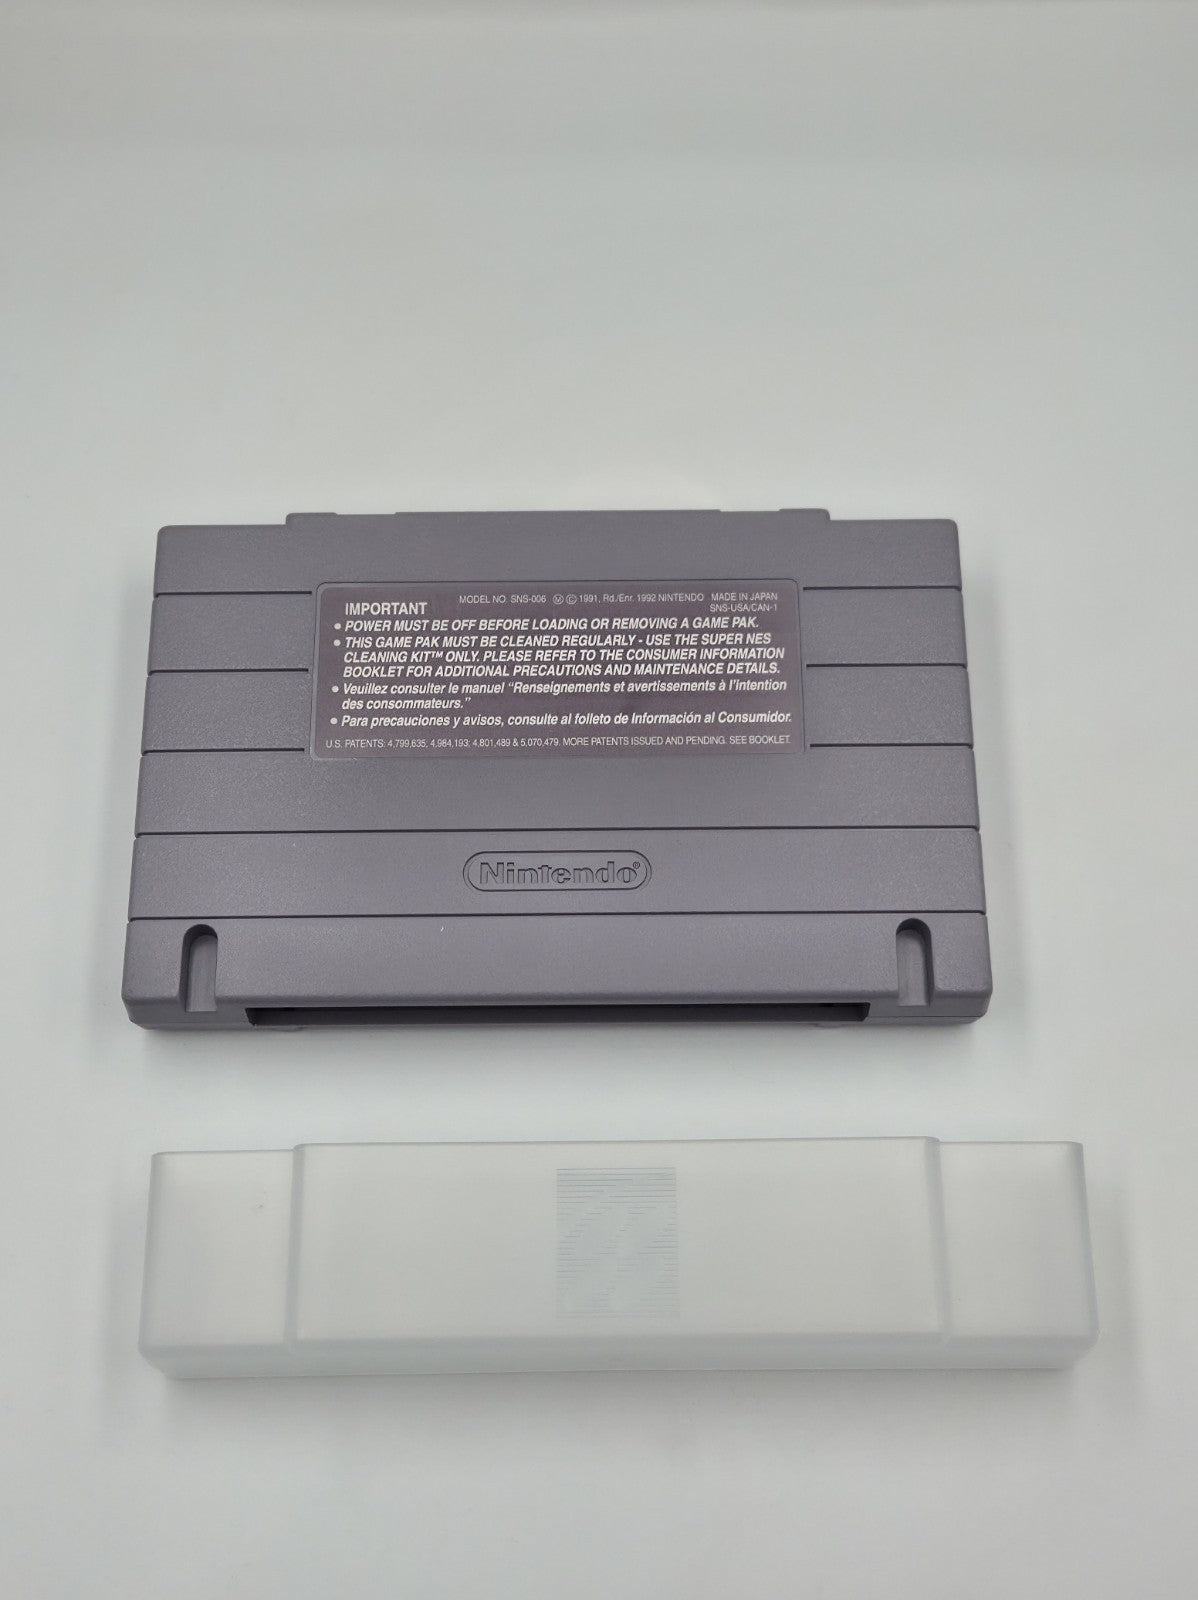 MODEL NO. SNS-006 Ⓜ © 1991, Rd./Enr. 1992 NINTENDO MADE IN JAPAN
IMPORTANT SNS-USA/CAN-1
• POWER MUST BE OFF BEFORE LOADING OR REMOVING A GAME PAK.
• THIS GAME PAK MUST BE CLEANED REGULARLY - USE THE SUPER NES
CLEANING KIT™ ONLY. PLEASE REFER TO THE CONSUMER INFORMATION
BOOKLET FOR ADDITIONAL PRECAUTIONS AND MAINTENANCE DETAILS.
• Veuillez consulter le manuel “Renseignements et avertissements à l'intention
des consommateurs.”
• Para precauciones y avisos, consulte al folleto de Información al Consumidor.
U.S. PATENTS: 4,799,635; 4,984,193; 4,801,489 & 5,070,479. MORE PATENTS ISSUED AND PENDING. SEE BOOKLET.
Nintendo®